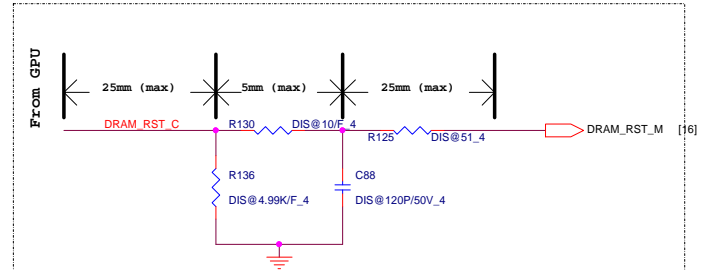 From GPU
25mm (max)
5mm (max)
25mm (max)
DRAM_RST_C
R130
DIS@10/F_4
R125
DIS@51_4
DRAM_RST_M
[16]
R136
DIS@4.99K/F_4
C88
DIS@120P/50V_4